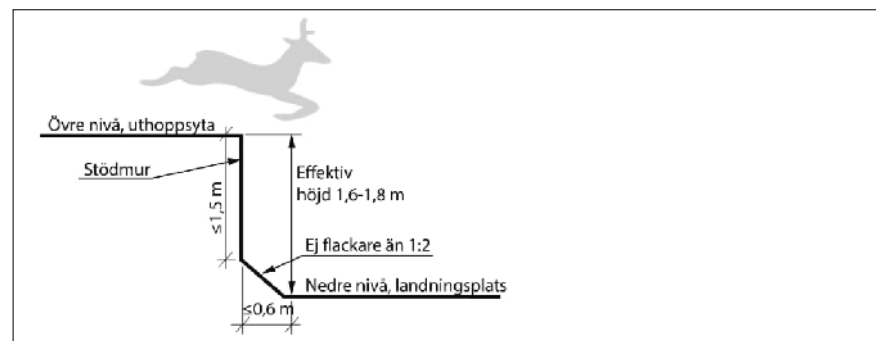 Övre nivå, uthoppsyta
Stödmur
Effektiv
höjd 1,6-1,8 m
≤1,5 m
Ej flackare än 1:2
Nedre nivå, landningsplats
≤0,6 m